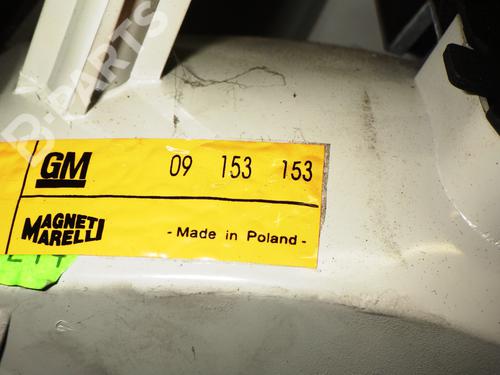 B-PARTS
GM 09 153 153
MAGNETI
MARELLI
- Made in Poland -